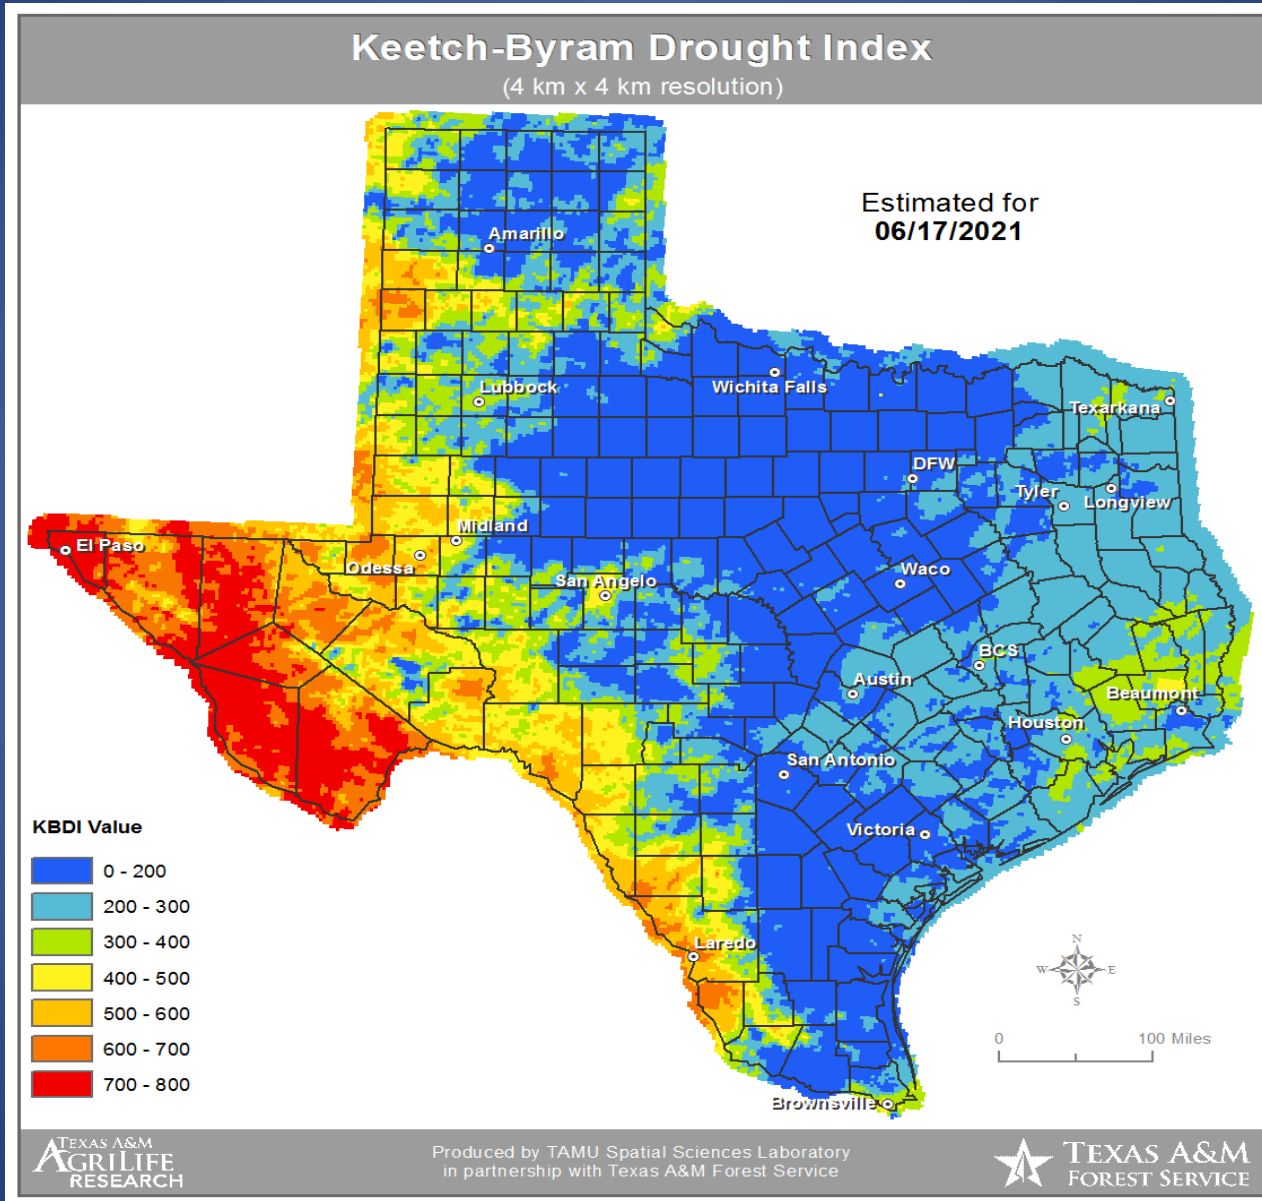 Keetch-Byram Drought Index
(4 km x 4 km resolution)
Estimated for
06/17/2021
Amarillo
Lubbock
Wichita Falls
Texarkana
DFW
Tyler
Longview
Midland
El Paso
Odessa
San Angelo
Waco
BCS
Austin
Beaumont
Houston
San Antonio
Victoria
Laredo
Brownsville
KBDI Value
0 - 200
200 - 300
300 - 400
400 - 500
500 - 600
600 - 700
700 - 800
N
W
E
S
0
100 Miles
TEXAS A&M
AGRILIFE
RESEARCH
Produced by TAMU Spatial Sciences Laboratory
in partnership with Texas A&M Forest Service
TEXAS A&M
FOREST SERVICE